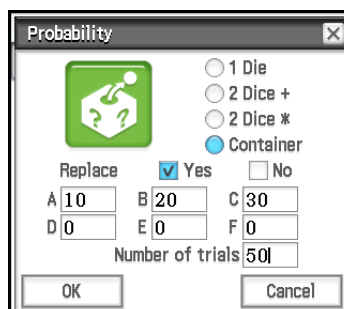 Probability
1 Die
2 Dice +
2 Dice *
Container
? ?
Replace Yes No
A 10 B 20 C 30
D 0 E 0 F 0
Number of trials 50
OK Cancel